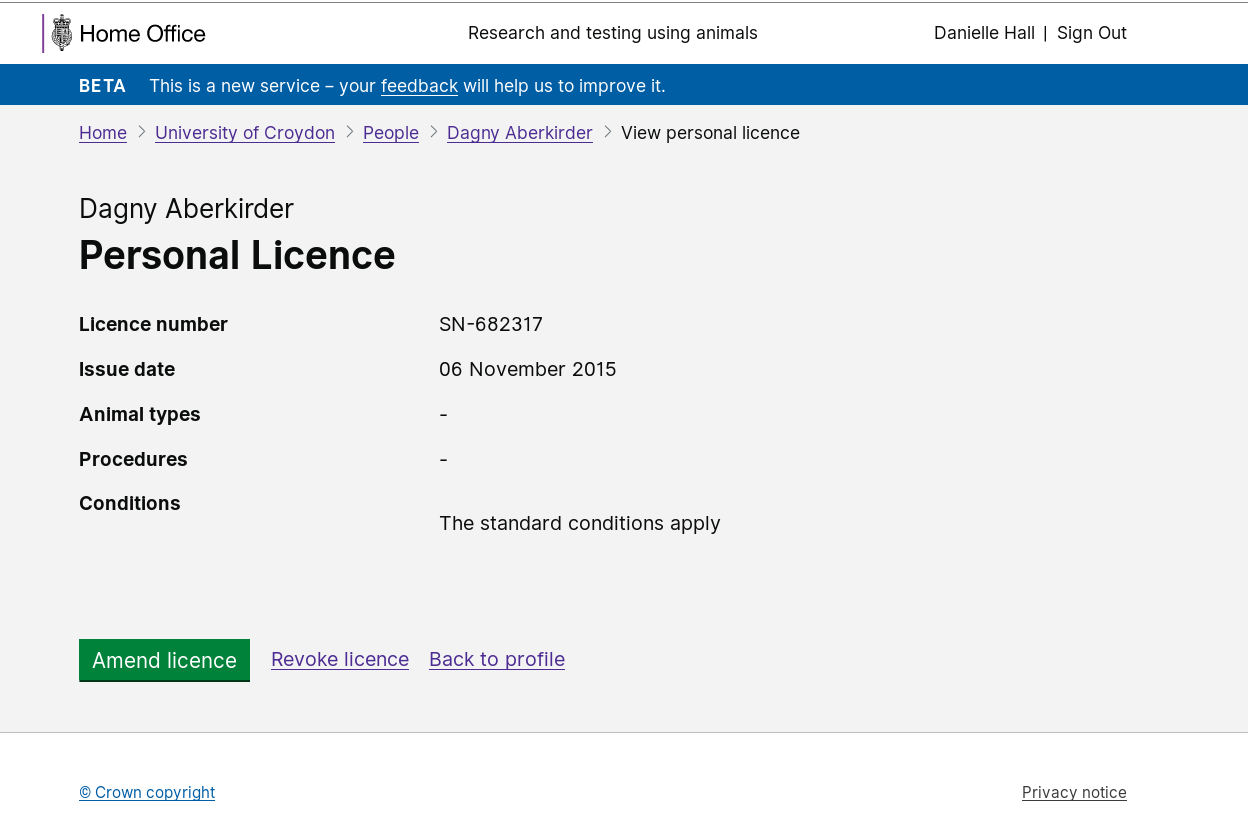 Home Office
Research and testing using animals
Danielle Hall | Sign Out
BETA This is a new service – your feedback will help us to improve it.
Home > University of Croydon > People > Dagny Aberkirder > View personal licence
Dagny Aberkirder
Personal Licence
Licence number SN-682317
Issue date 06 November 2015
Animal types -
Procedures -
Conditions
The standard conditions apply
Amend licence Revoke licence Back to profile
© Crown copyright Privacy notice